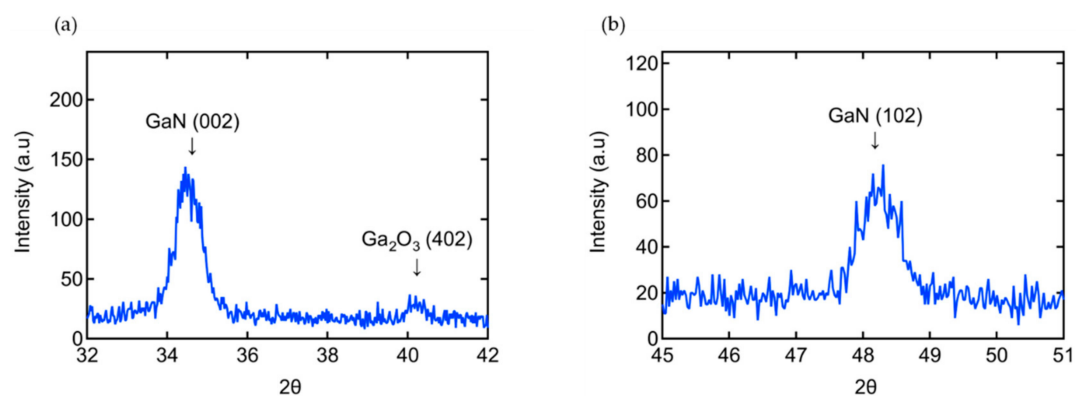 (a)
Intensity (a.u)
200
150
100
50
0
GaN (002)
↓
Ga₂O₃ (402)
↓
32 34 36 38 40 42
2θ
(b)
Intensity (a.u)
120
100
80
60
40
20
0
GaN (102)
↓
45 46 47 48 49 50 51
2θ